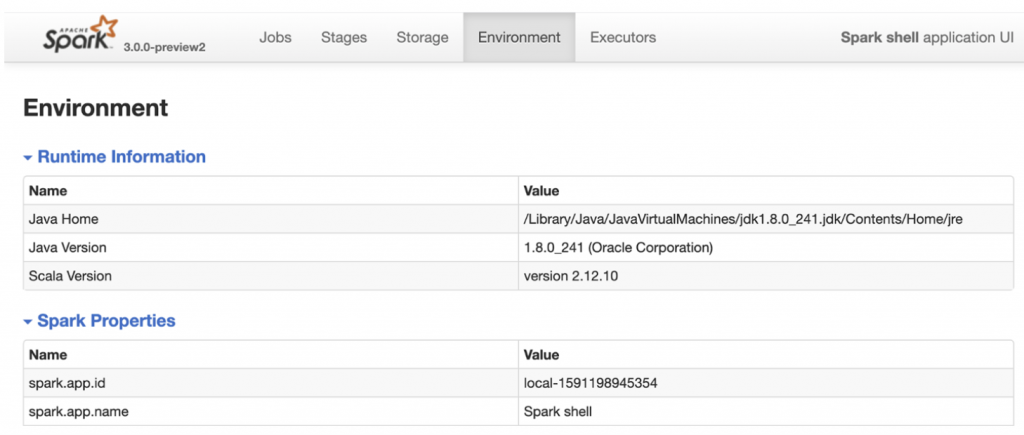 APACHE
Spark 3.0.0-preview2 Jobs Stages Storage Environment Executors Spark shell application UI
Environment
Runtime Information
Name Value
Java Home /Library/Java/JavaVirtualMachines/jdk1.8.0_241.jdk/Contents/Home/jre
Java Version 1.8.0_241 (Oracle Corporation)
Scala Version version 2.12.10
Spark Properties
Name Value
spark.app.id local-1591198945354
spark.app.name Spark shell